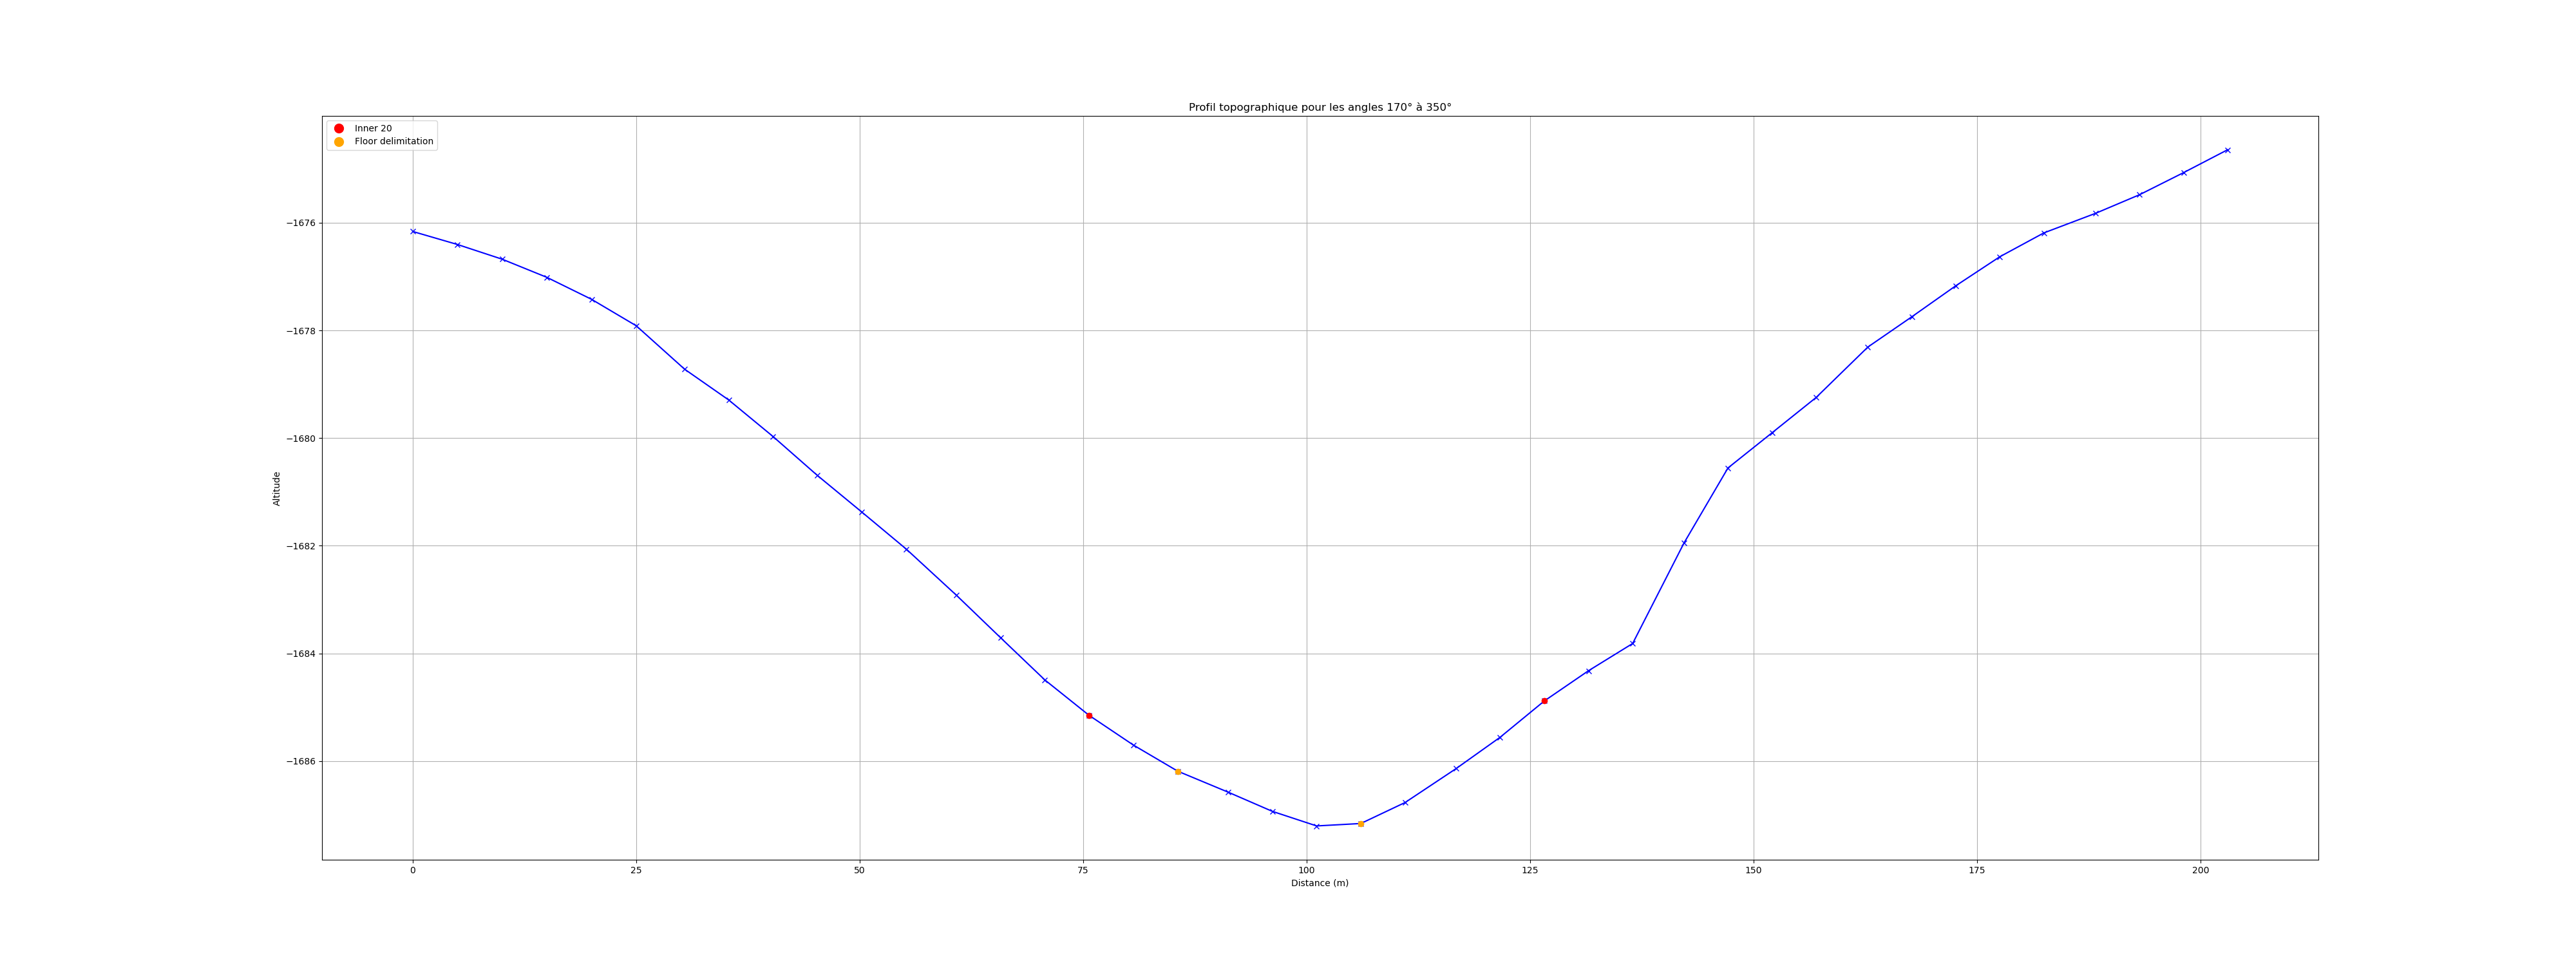 Profil topographique pour les angles 170° à 350°
Inner 20
Floor delimitation
−1676
−1678
−1680
−1682
−1684
−1686
Altitude
0 25 50 75 100 125 150 175 200
Distance (m)